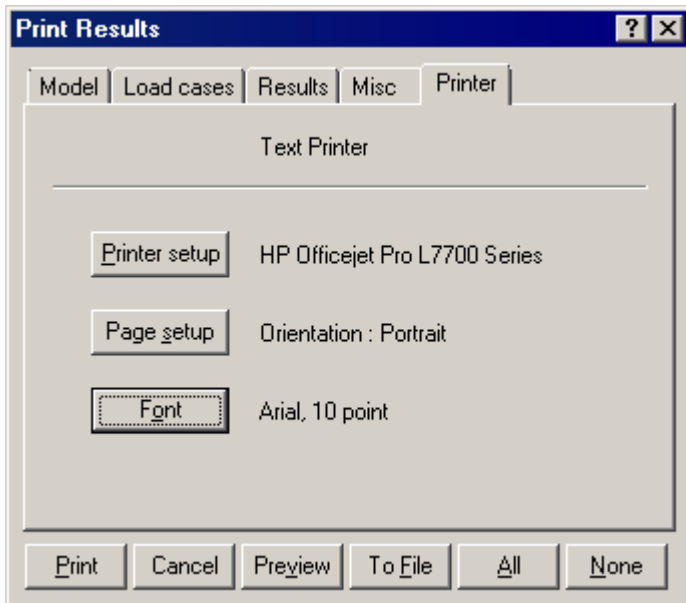 Print Results
Model Load cases Results Misc Printer
Text Printer
Printer setup HP Officejet Pro L7700 Series
Page setup Orientation : Portrait
Font Arial, 10 point
Print Cancel Preview To File All None